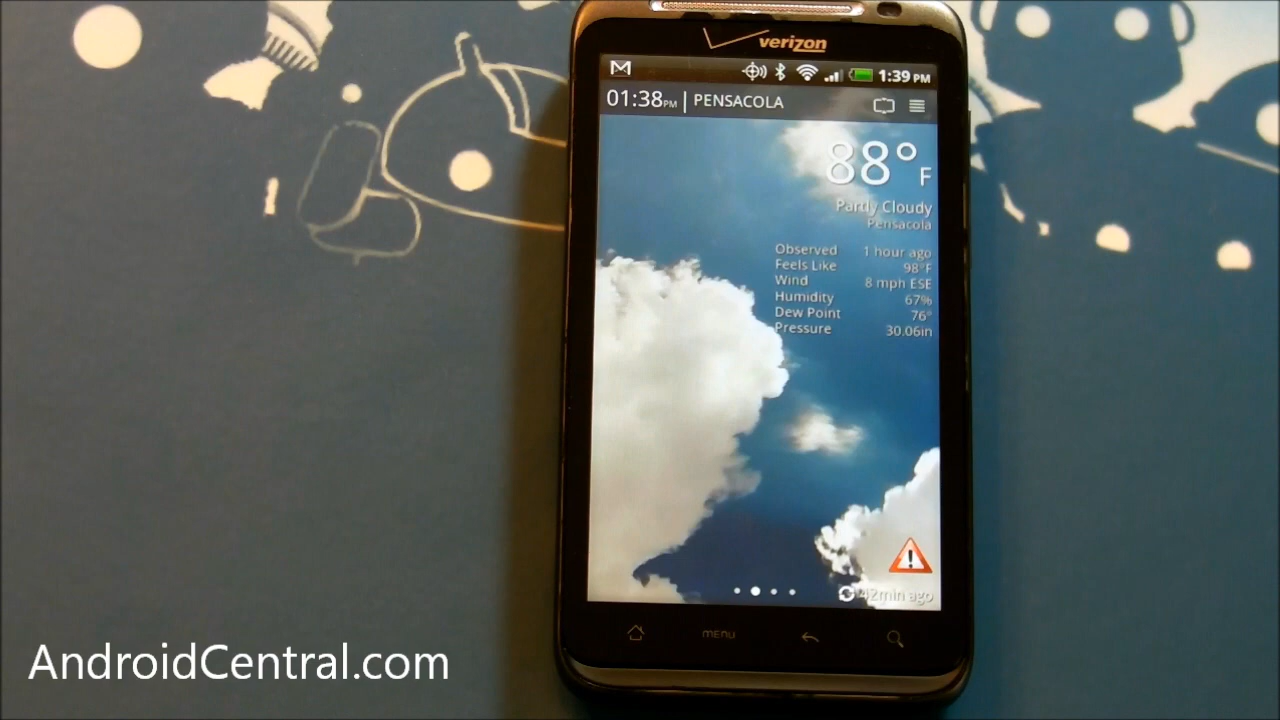 verizon
1:39 PM
01:38PM | PENSACOLA
88° F
Partly Cloudy
Pensacola
Observed 1 hour ago
Feels Like 98°F
Wind 8 mph ESE
Humidity 67%
Dew Point 76°
Pressure 30.06in
42min ago
MENU
AndroidCentral.com